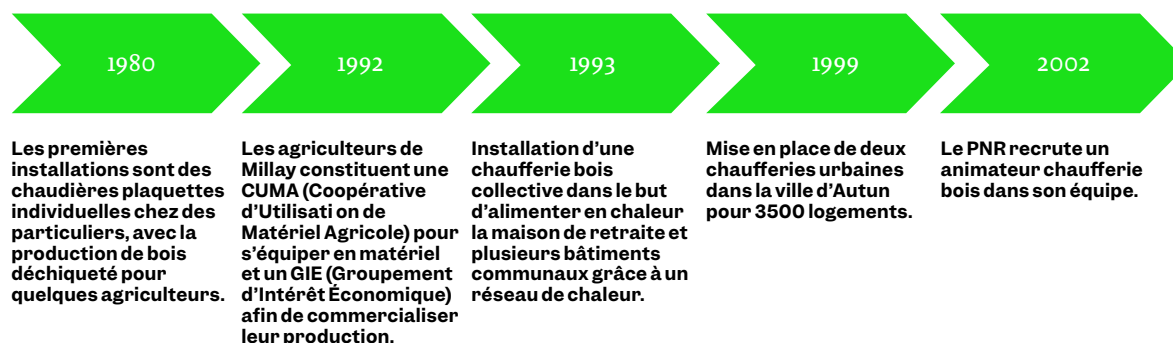 1980
1992
1993
1999
2002
Les premières
installations sont des
chaudières plaquettes
individuelles chez des
particuliers, avec la
production de bois
déchiqueté pour
quelques agriculteurs.
Les agriculteurs de
Millay constituent une
CUMA (Coopérative
d’Utilisati on de
Matériel Agricole) pour
s’équiper en matériel
et un GIE (Groupement
d’Intérêt Économique)
afin de commercialiser
leur production.
Installation d’une
chaufferie bois
collective dans le but
d’alimenter en chaleur
la maison de retraite et
plusieurs bâtiments
communaux grâce à un
réseau de chaleur.
Mise en place de deux
chaufferies urbaines
dans la ville d’Autun
pour 3500 logements.
Le PNR recrute un
animateur chaufferie
bois dans son équipe.